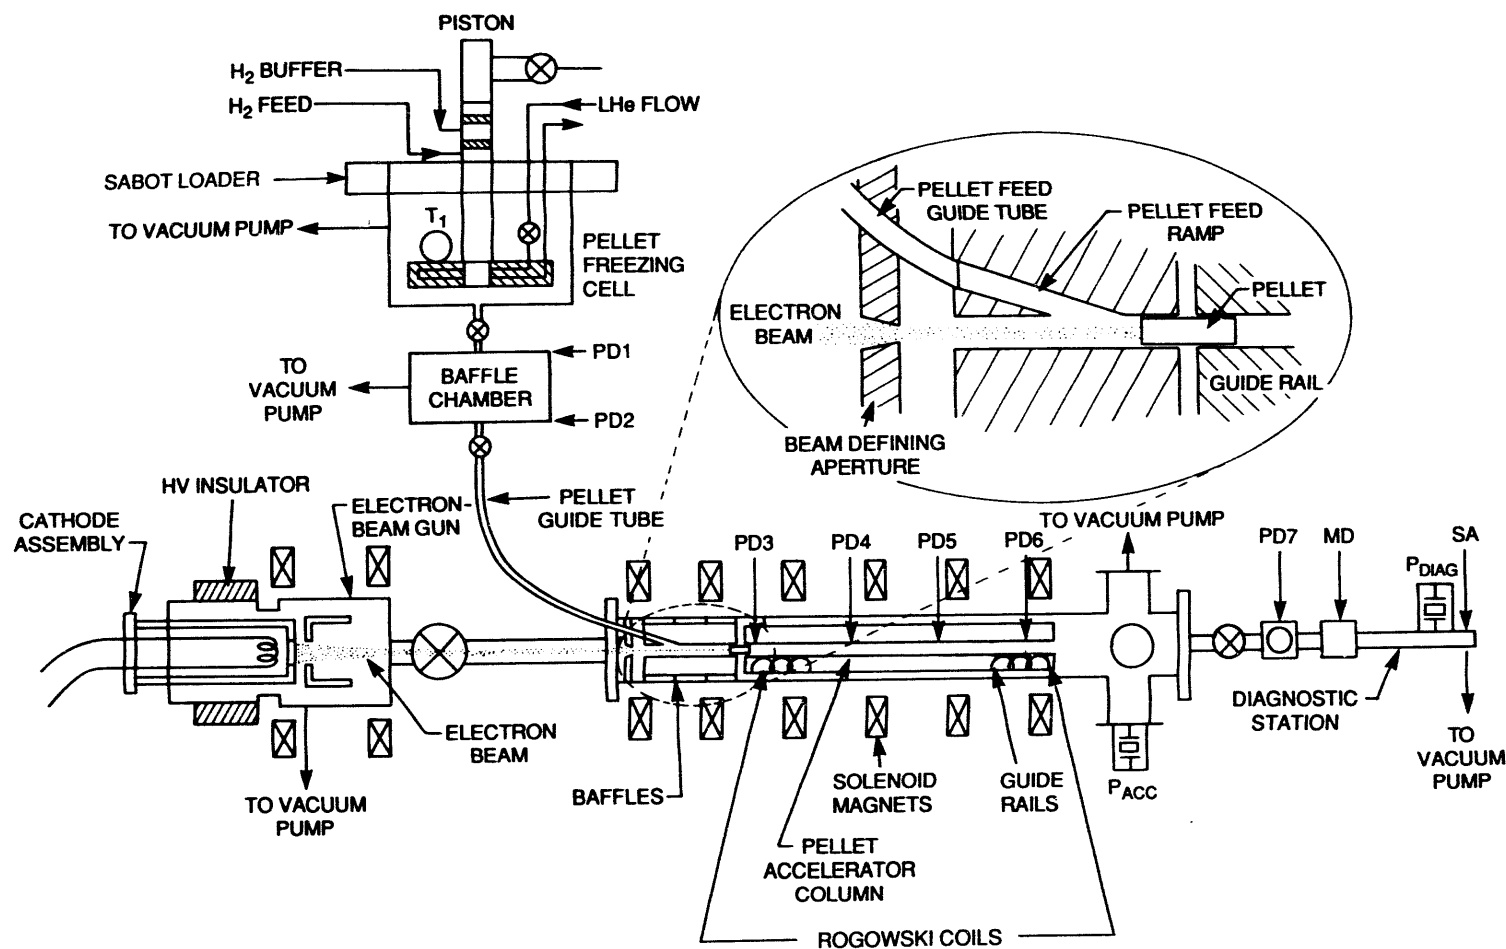 PISTON
H2 BUFFER
H2 FEED
LHe FLOW
SABOT LOADER
TO VACUUM PUMP
T1
PELLET
FREEZING
CELL
PELLET FEED
GUIDE TUBE
PELLET FEED
RAMP
PELLET
ELECTRON
BEAM
GUIDE RAIL
BEAM DEFINING
APERTURE
PD1
TO
VACUUM
PUMP
BAFFLE
CHAMBER
PD2
HV INSULATOR
ELECTRON-
BEAM GUN
PELLET
GUIDE TUBE
CATHODE
ASSEMBLY
TO VACUUM PUMP
PD3
PD4
PD5
PD6
PD7
MD
SA
PDIAG
ELECTRON
BEAM
DIAGNOSTIC
STATION
TO
VACUUM
PUMP
TO VACUUM
PUMP
BAFFLES
SOLENOID
MAGNETS
GUIDE
RAILS
PACC
PELLET
ACCELERATOR
COLUMN
ROGOWSKI COILS